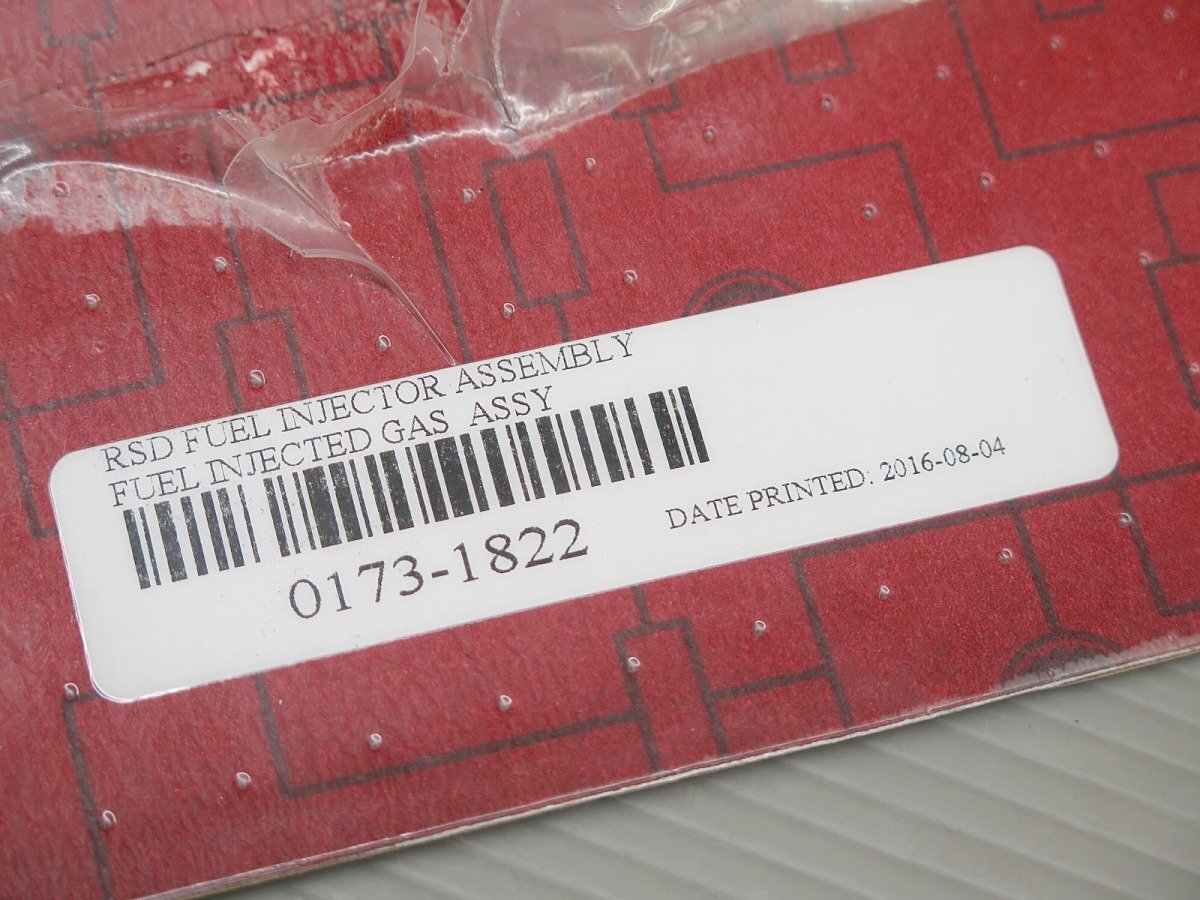 RSD FUEL INJECTOR ASSEMBLY
FUEL INJECTED GAS ASSY
0173-1822
DATE PRINTED: 2016-08-04